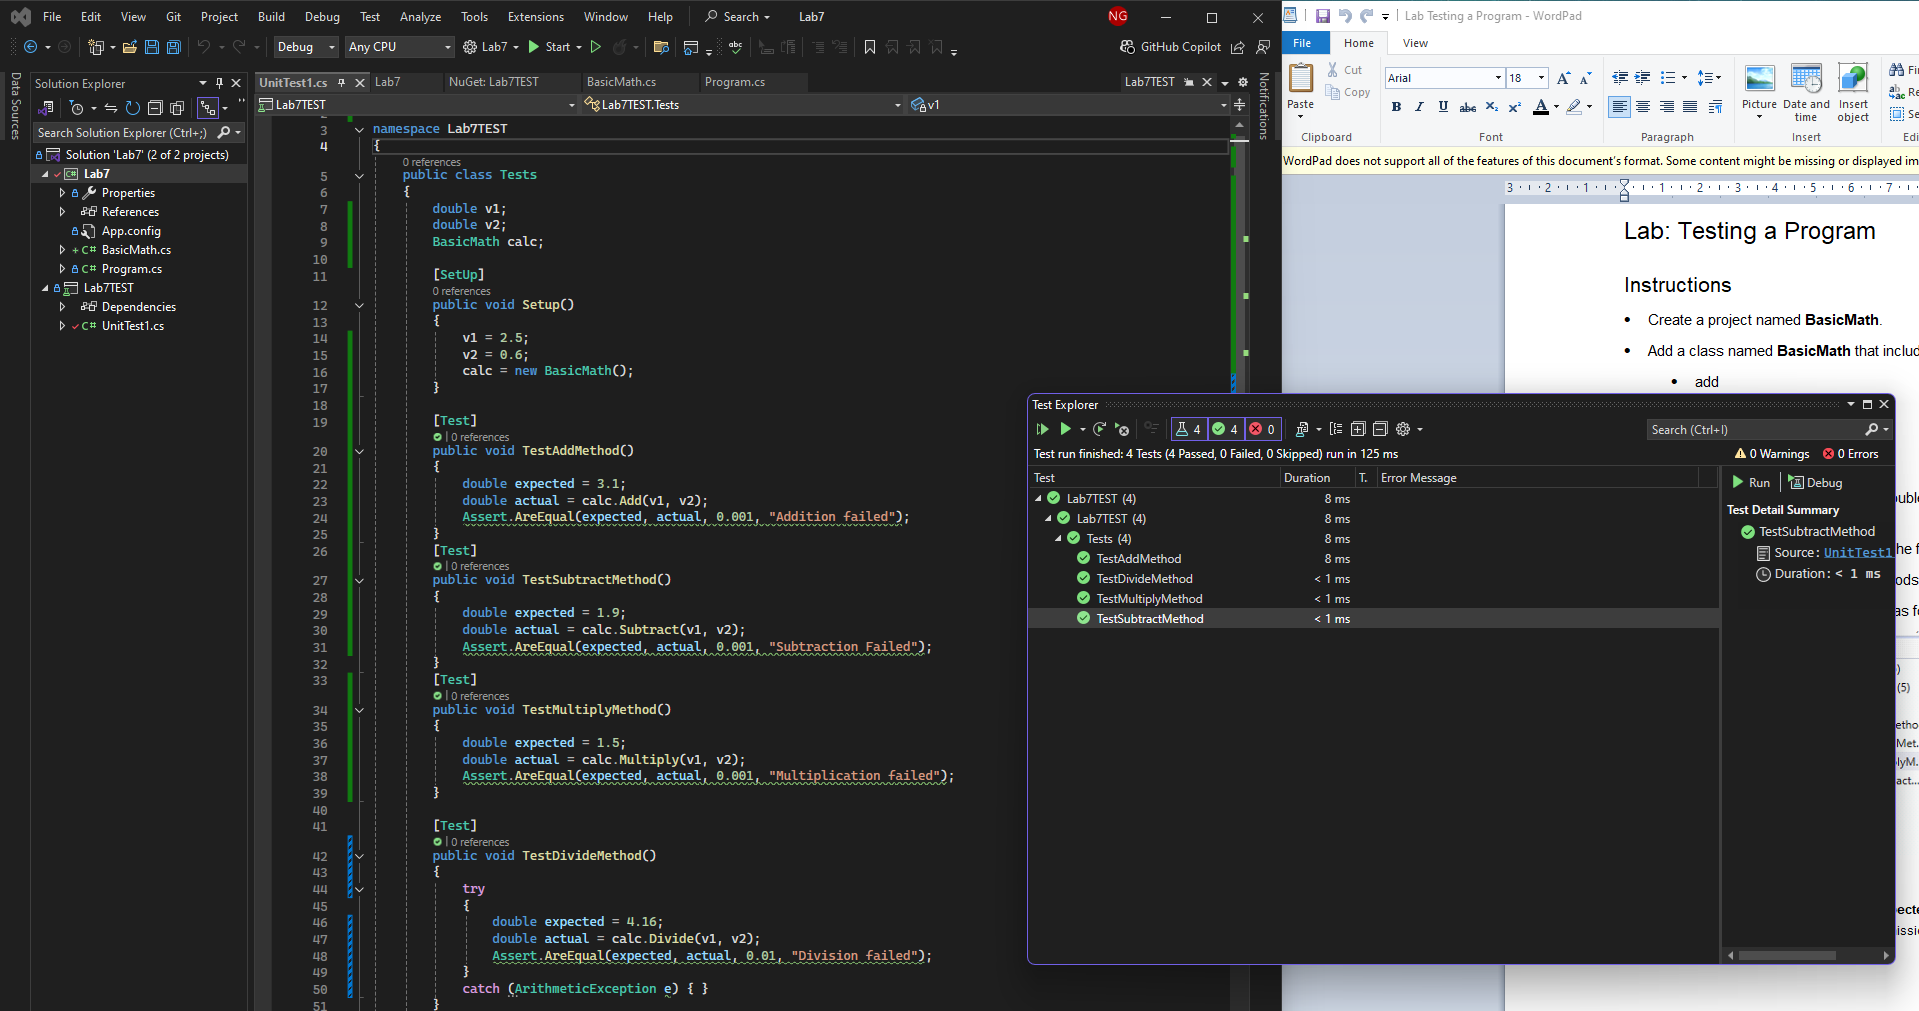 File Edit View Git Project Build Debug Test Analyze Tools Extensions Window Help Search Lab7 NG
Debug Any CPU Lab7 Start GitHub Copilot
Data Sources
Solution Explorer
Search Solution Explorer (Ctrl+;)
Solution 'Lab7' (2 of 2 projects)
Lab7
Properties
References
App.config
BasicMath.cs
Program.cs
Lab7TEST
Dependencies
UnitTest1.cs
UnitTest1.cs Lab7 NuGet: Lab7TEST BasicMath.cs Program.cs Lab7TEST
Lab7TEST Lab7TEST.Tests v1
Notifications
3 namespace Lab7TEST
4 {
0 references
5 public class Tests
6 {
7 double v1;
8 double v2;
9 BasicMath calc;
10
11 [SetUp]
0 references
12 public void Setup()
13 {
14 v1 = 2.5;
15 v2 = 0.6;
16 calc = new BasicMath();
17 }
18
19 [Test]
| 0 references
20 public void TestAddMethod()
21 {
22 double expected = 3.1;
23 double actual = calc.Add(v1, v2);
24 Assert.AreEqual(expected, actual, 0.001, "Addition failed");
25 }
26 [Test]
| 0 references
27 public void TestSubtractMethod()
28 {
29 double expected = 1.9;
30 double actual = calc.Subtract(v1, v2);
31 Assert.AreEqual(expected, actual, 0.001, "Subtraction Failed");
32 }
33 [Test]
| 0 references
34 public void TestMultiplyMethod()
35 {
36 double expected = 1.5;
37 double actual = calc.Multiply(v1, v2);
38 Assert.AreEqual(expected, actual, 0.001, "Multiplication failed");
39 }
40
41 [Test]
| 0 references
42 public void TestDivideMethod()
43 {
44 try
45 {
46 double expected = 4.16;
47 double actual = calc.Divide(v1, v2);
48 Assert.AreEqual(expected, actual, 0.01, "Division failed");
49 }
50 catch (ArithmeticException e) { }
51 }
Lab Testing a Program - WordPad
File Home View
Paste Cut Copy
Arial 18
Picture Date and time Insert object
Clipboard Font Paragraph Insert
WordPad does not support all of the features of this document's format. Some content might be missing or displayed im
3 2 1 1 2 3 4 5 6 7
Lab: Testing a Program
Instructions
• Create a project named BasicMath.
• Add a class named BasicMath that includ
• add
Test Explorer
4 4 0
Search (Ctrl+I)
Test run finished: 4 Tests (4 Passed, 0 Failed, 0 Skipped) run in 125 ms
0 Warnings 0 Errors
Test Duration T. Error Message
Lab7TEST (4) 8 ms
Lab7TEST (4) 8 ms
Tests (4) 8 ms
TestAddMethod 8 ms
TestDivideMethod < 1 ms
TestMultiplyMethod < 1 ms
TestSubtractMethod < 1 ms
Run Debug
Test Detail Summary
TestSubtractMethod
Source: UnitTest1
Duration: < 1 ms